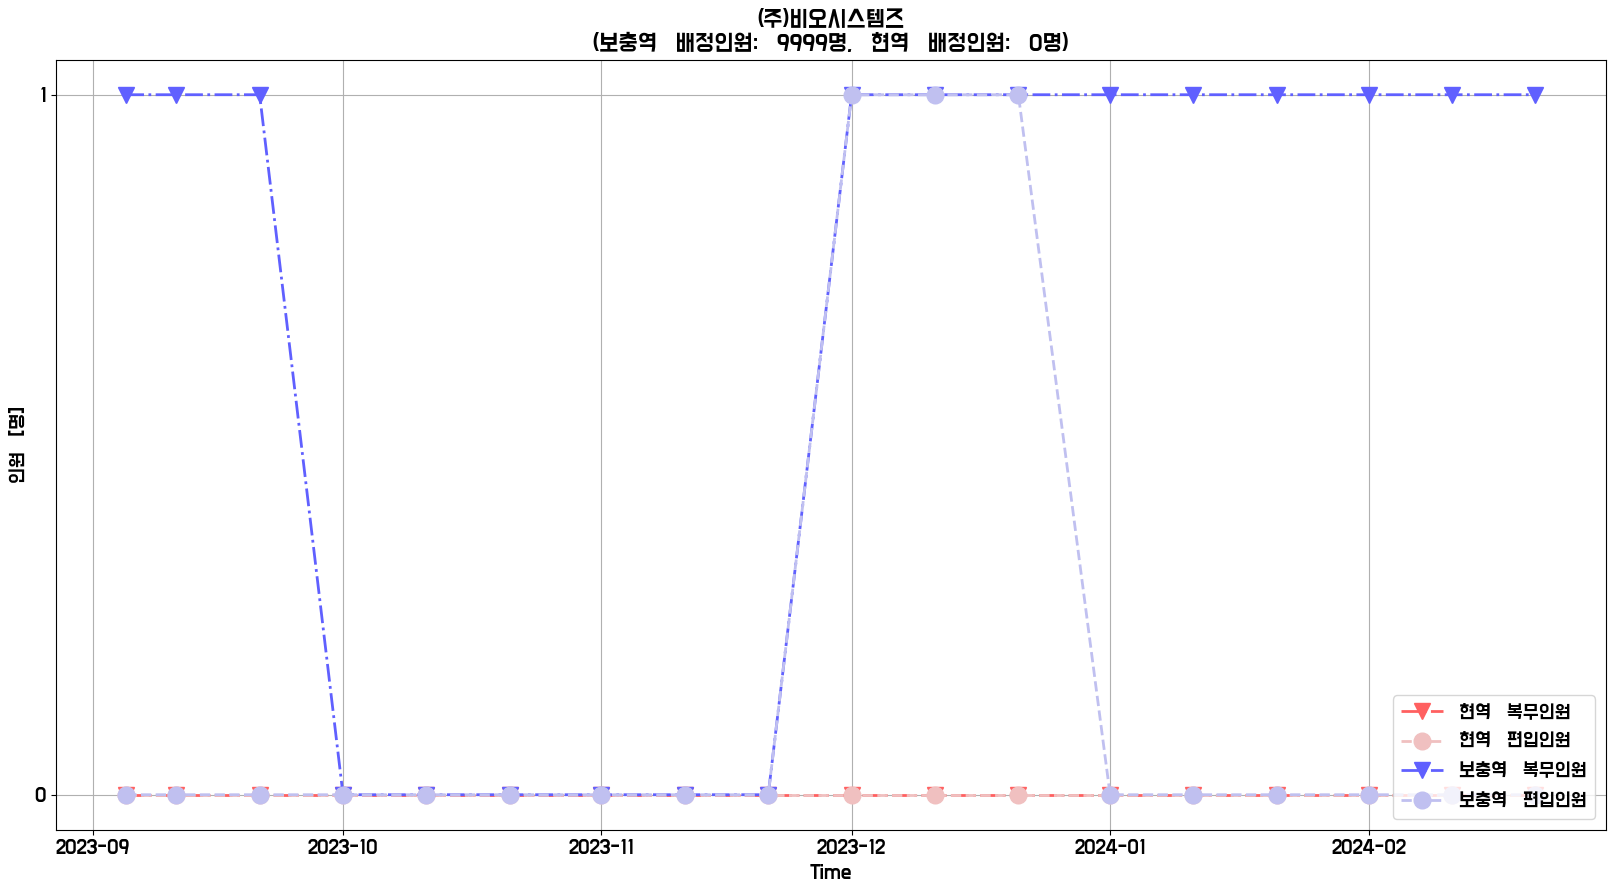 (주)비오시스템즈
(보충역 배정인원: 9999명, 현역 배정인원: 0명)
1
인원 [명]
0
현역 복무인원
현역 편입인원
보충역 복무인원
보충역 편입인원
2023-09 2023-10 2023-11 2023-12 2024-01 2024-02
Time